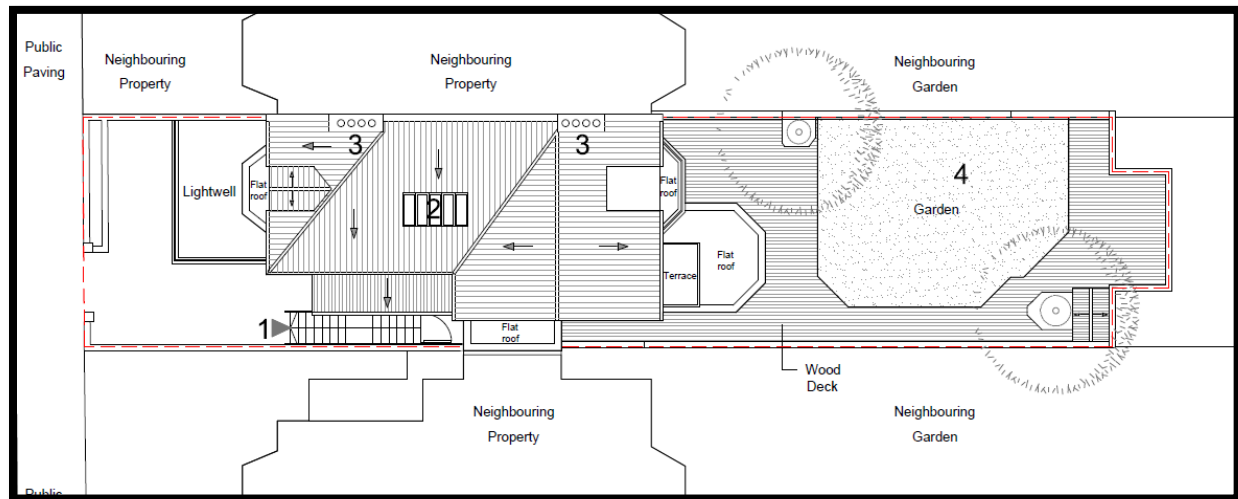 Public
Paving
Neighbouring
Property
Neighbouring
Property
Neighbouring
Garden
3
3
Lightwell
Flat
roof
2
Flat
roof
4
Garden
Flat
roof
Terrace
1
Flat
roof
Wood
Deck
Neighbouring
Property
Neighbouring
Garden
Public